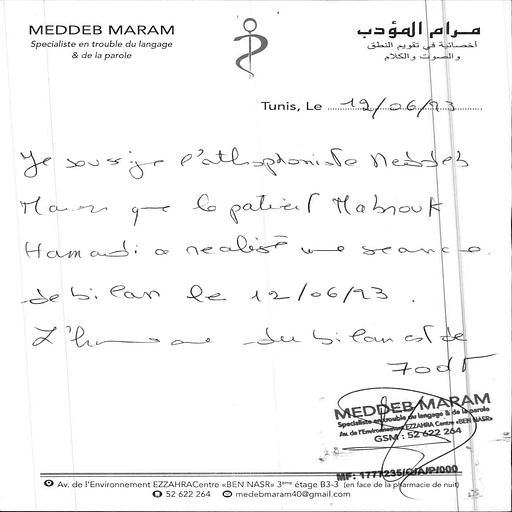 MEDDEB MARAM
Specialiste en trouble du langage
& de la parole
مرام المؤدب
أخصائية في تقويم النطق
والصوت والكلام
Tunis, Le 12/06/23
Je soussigne l'orthophoniste Meddeb
Maram que le patient Mabrouk
Hamadi a realisé une seance
de bilan le 12/06/23.
L' du bilan est de
70dt
MEDDEB MARAM
Specialiste en trouble du langage & de la parole
Av. de l'Environnement EZZAHRA Centre «BEN NASR»
GSM : 52 622 264
MF: 1777235/ /A/P/000
Av. de l'Environnement EZZAHRACentre «BEN NASR» 3ème étage B3-3 (en face de la pharmacie de nuit)
52 622 264 medebmaram40@gmail.com